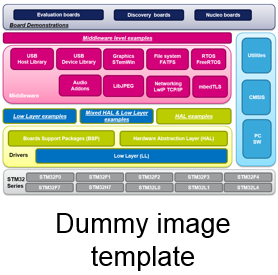 Evaluation boards
Discovery boards
Nucleo boards
Board Demonstrations
Middleware level examples
USB
Host Library
USB
Device Library
Graphics
STemWin
File system
FATFS
RTOS
FreeRTOS
Utilities
Audio
Addons
LibJPEG
Networking
LwIP TCP/IP
mbedTLS
Middleware
CMSIS
Low Layer examples
Mixed HAL & Low Layer
examples
HAL examples
Boards Support Packages (BSP)
Hardware Abstraction Layer (HAL)
PC
SW
Drivers
Low Layer (LL)
STM32
Series
STM32F0
STM32F1
STM32F2
STM32F3
STM32F4
STM32F7
STM32H7
STM32L0
STM32L1
STM32L4
Dummy image
template